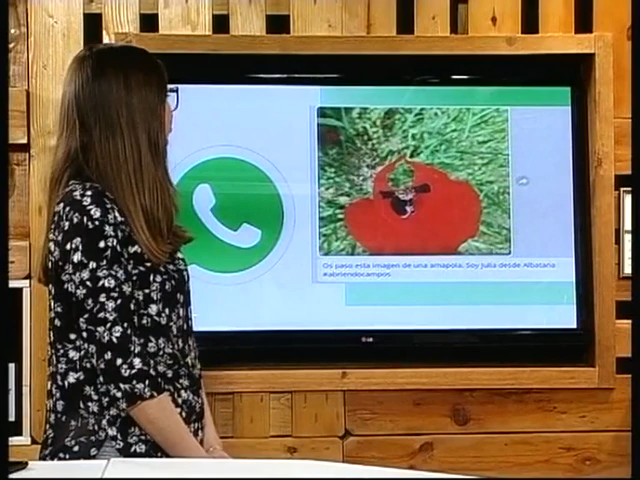 Os paso esta imagen de una amapola. Soy Julia desde Albatana
#abriendocampos
LG